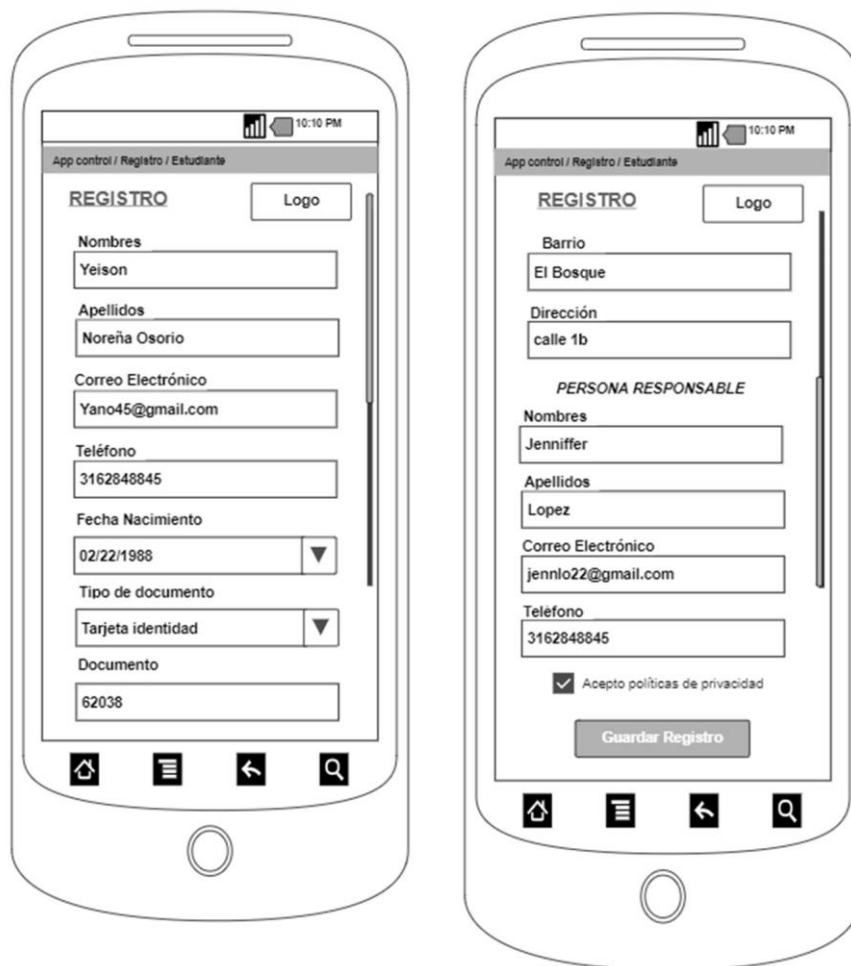 10:10 PM
App control / Registro / Estudiante
REGISTRO
Logo
Nombres
Yeison
Apellidos
Noreña Osorio
Correo Electrónico
Yano45@gmail.com
Teléfono
3162848845
Fecha Nacimiento
02/22/1988
Tipo de documento
Tarjeta identidad
Documento
62038
10:10 PM
App control / Registro / Estudiante
REGISTRO
Logo
Barrio
El Bosque
Dirección
calle 1b
PERSONA RESPONSABLE
Nombres
Jenniffer
Apellidos
Lopez
Correo Electrónico
jennlo22@gmail.com
Teléfono
3162848845
Acepto políticas de privacidad
Guardar Registro